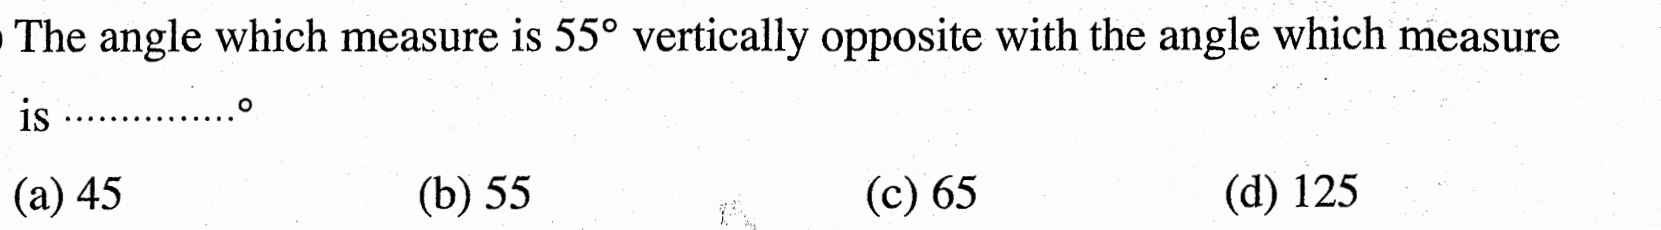 The angle which measure is 55° vertically opposite with the angle which measure
is ...............°
(a) 45 (b) 55 (c) 65 (d) 125